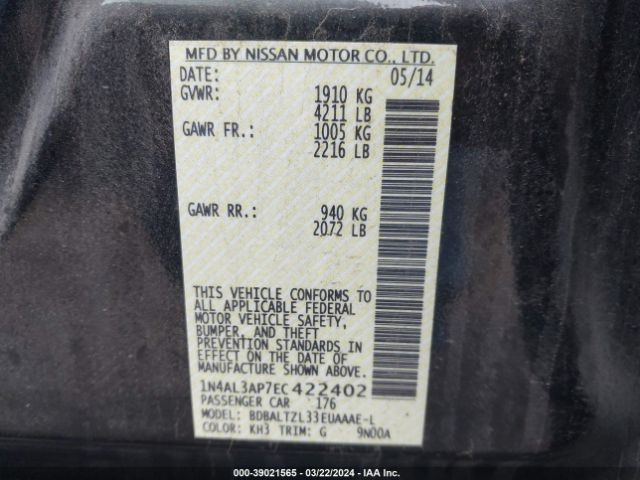 MFD BY NISSAN MOTOR CO., LTD.
DATE: 05/14
GVWR: 1910 KG
4211 LB
GAWR FR.: 1005 KG
2216 LB
GAWR RR.: 940 KG
2072 LB
THIS VEHICLE CONFORMS TO
ALL APPLICABLE FEDERAL
MOTOR VEHICLE SAFETY,
BUMPER, AND THEFT
PREVENTION STANDARDS IN
EFFECT ON THE DATE OF
MANUFACTURE SHOWN ABOVE.
1N4AL3AP7EC422402
PASSENGER CAR 176
MODEL: BDBALTZL33EUAAAE-L
COLOR: KH3 TRIM: G 9N00A
000-39021565 | 03/22/2024 | IAA Inc.